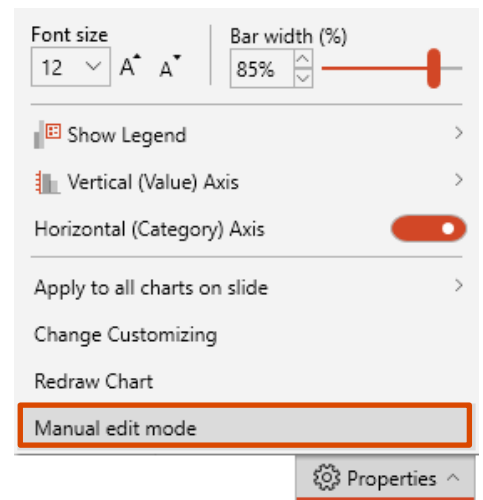 Font size
Bar width (%)
12
A A
85%
Show Legend
Vertical (Value) Axis
Horizontal (Category) Axis
Apply to all charts on slide
Change Customizing
Redraw Chart
Manual edit mode
Properties